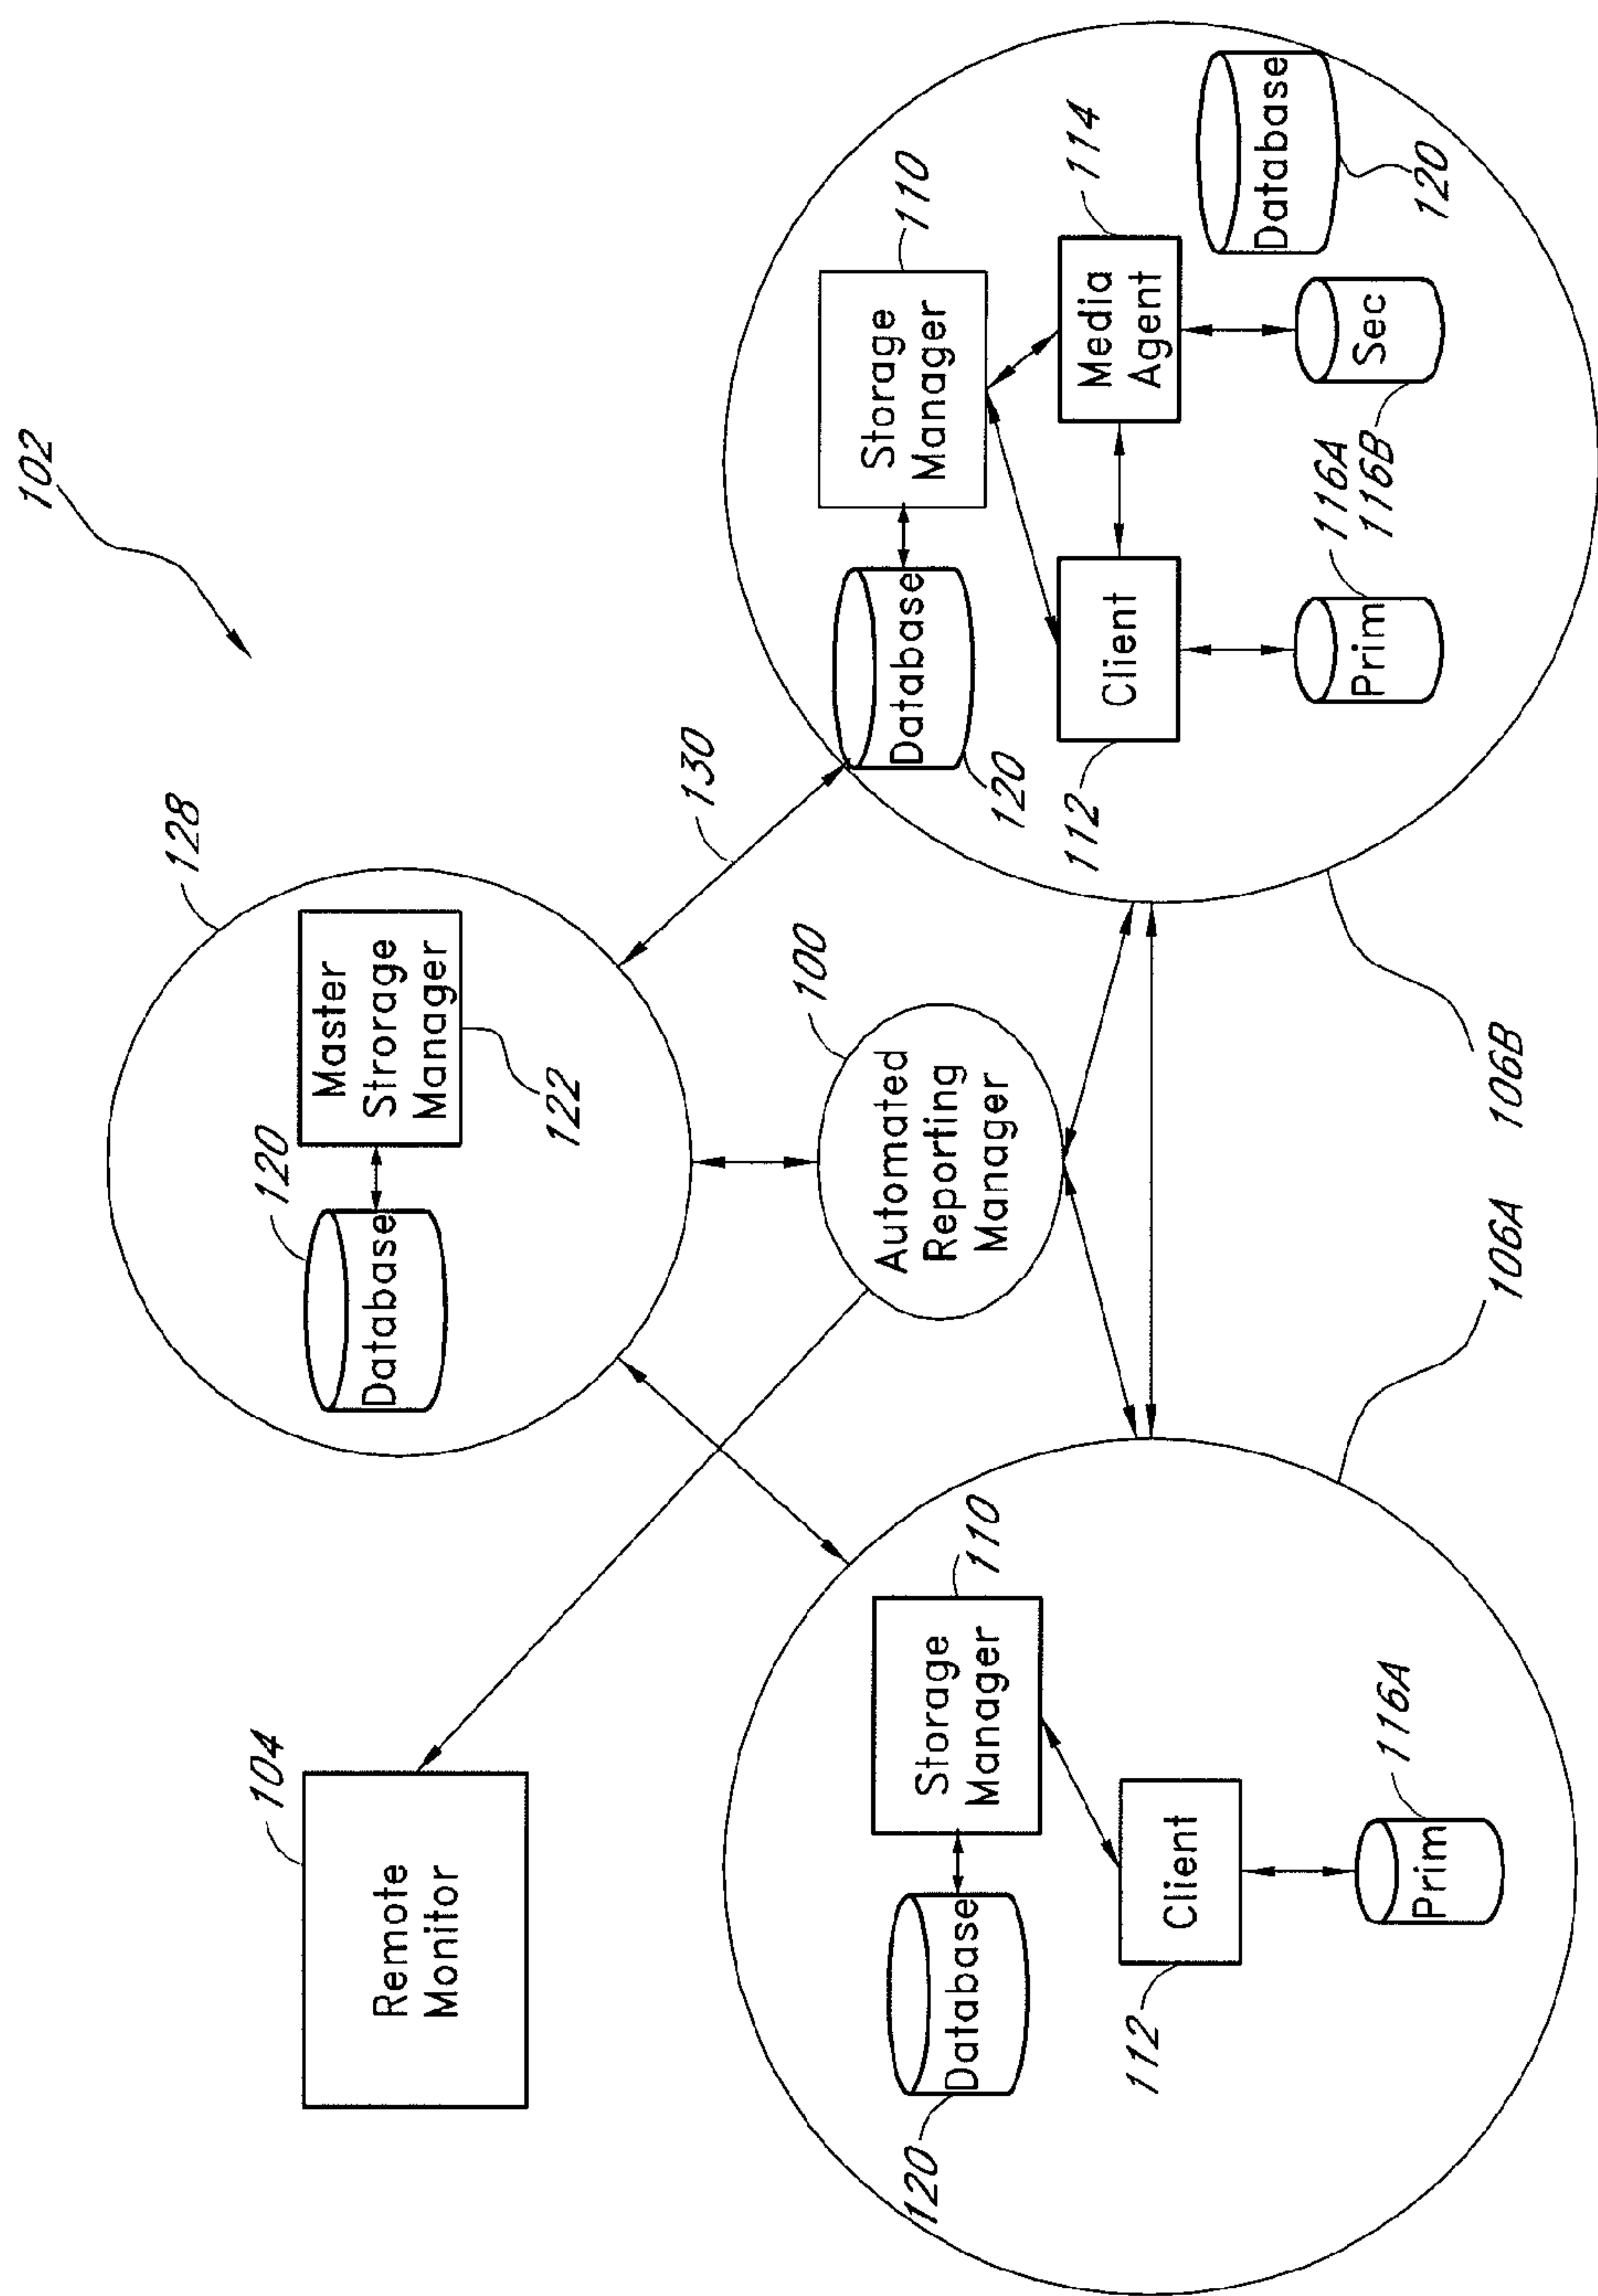 102
104
Remote
Monitor
128
120
Database
Master
Strorage
Manager
122
130
100
Automated
Reporting
Manager
110
Storage
Manager
Database
120
Client
112
116A
Prim
106A
110
Storage
Manager
Database
120
114
Media
Agent
Client
112
Database
120
Prim
116A
Sec
116B
106B